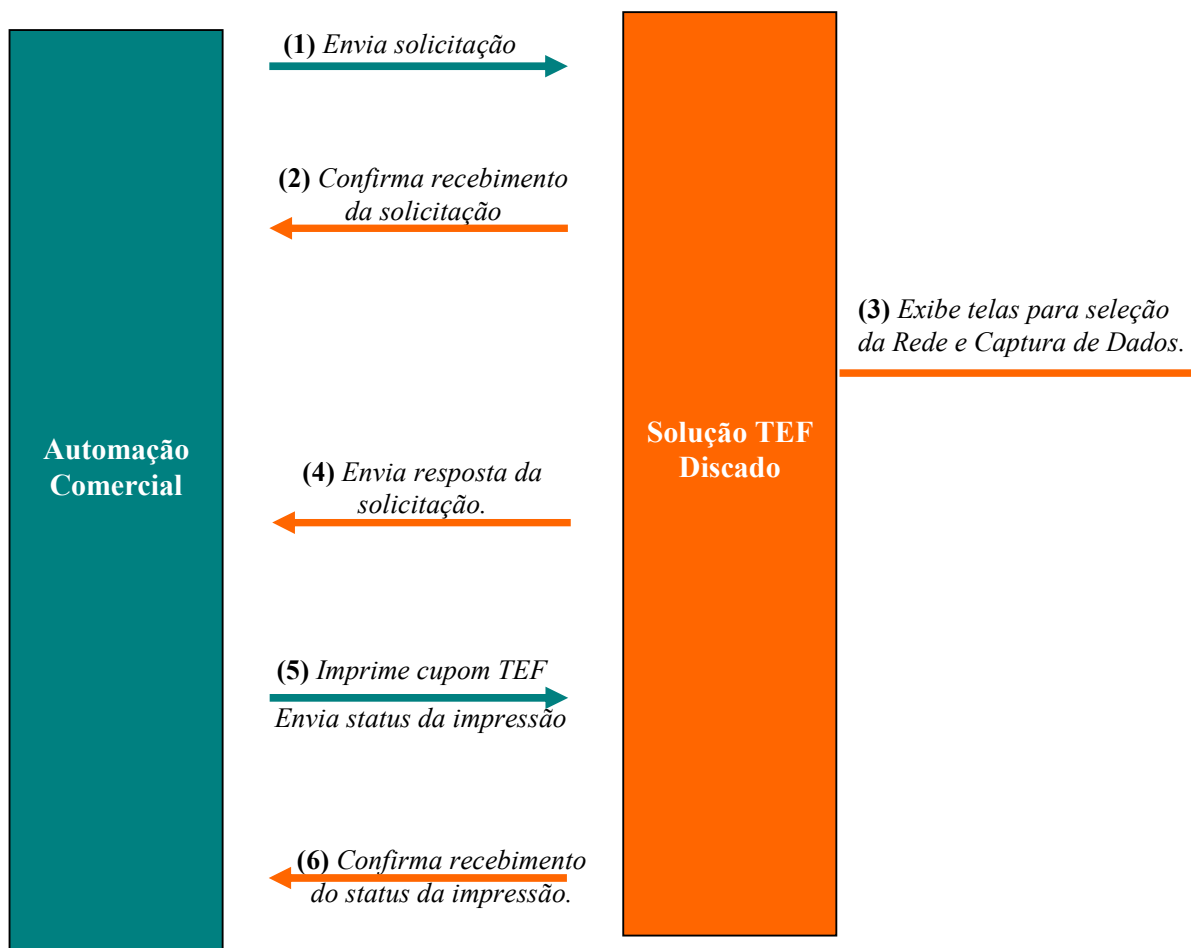 (1) Envia solicitação
(2) Confirma recebimento
da solicitação
(3) Exibe telas para seleção
da Rede e Captura de Dados.
Automação
Comercial
Solução TEF
Discado
(4) Envia resposta da
solicitação.
(5) Imprime cupom TEF
Envia status da impressão
(6) Confirma recebimento
do status da impressão.